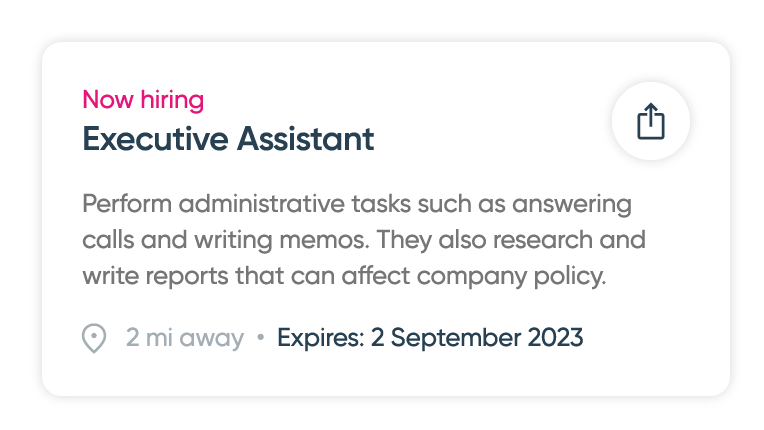 Now hiring
Executive Assistant
Perform administrative tasks such as answering
calls and writing memos. They also research and
write reports that can affect company policy.
2 mi away • Expires: 2 September 2023